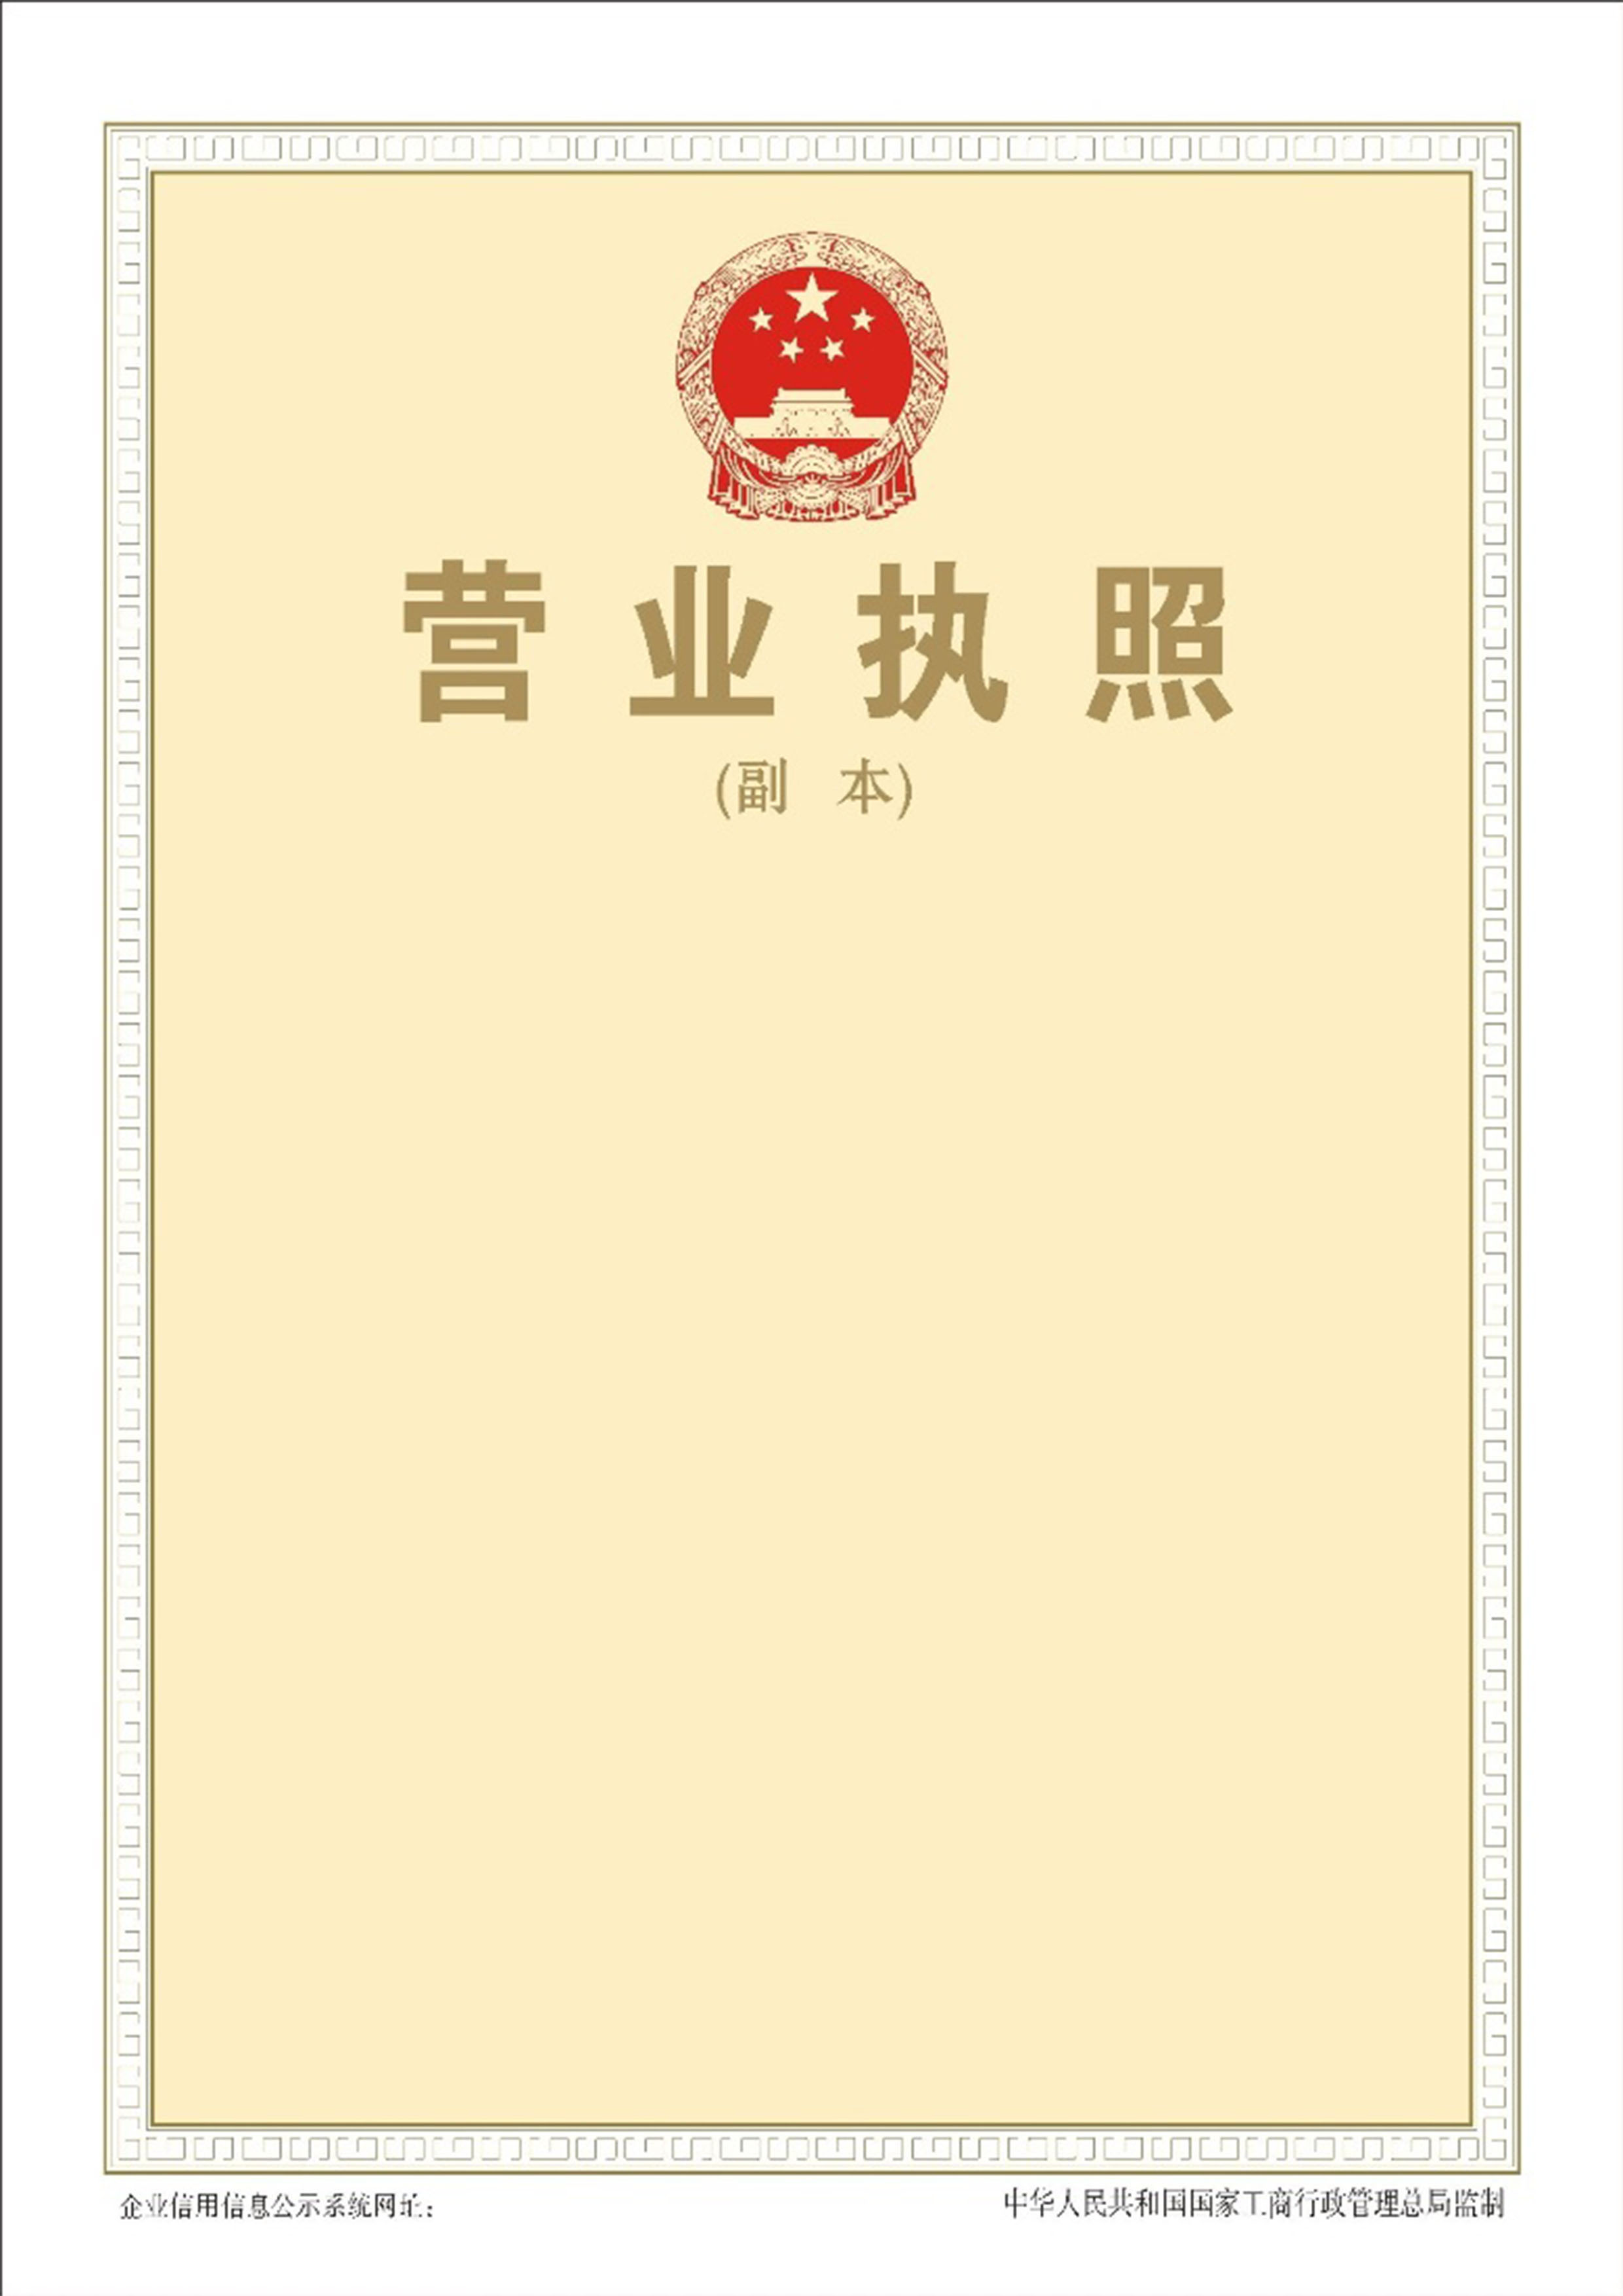 营业执照
(副 本)
企业信用信息公示系统网址：
中华人民共和国国家工商行政管理总局监制